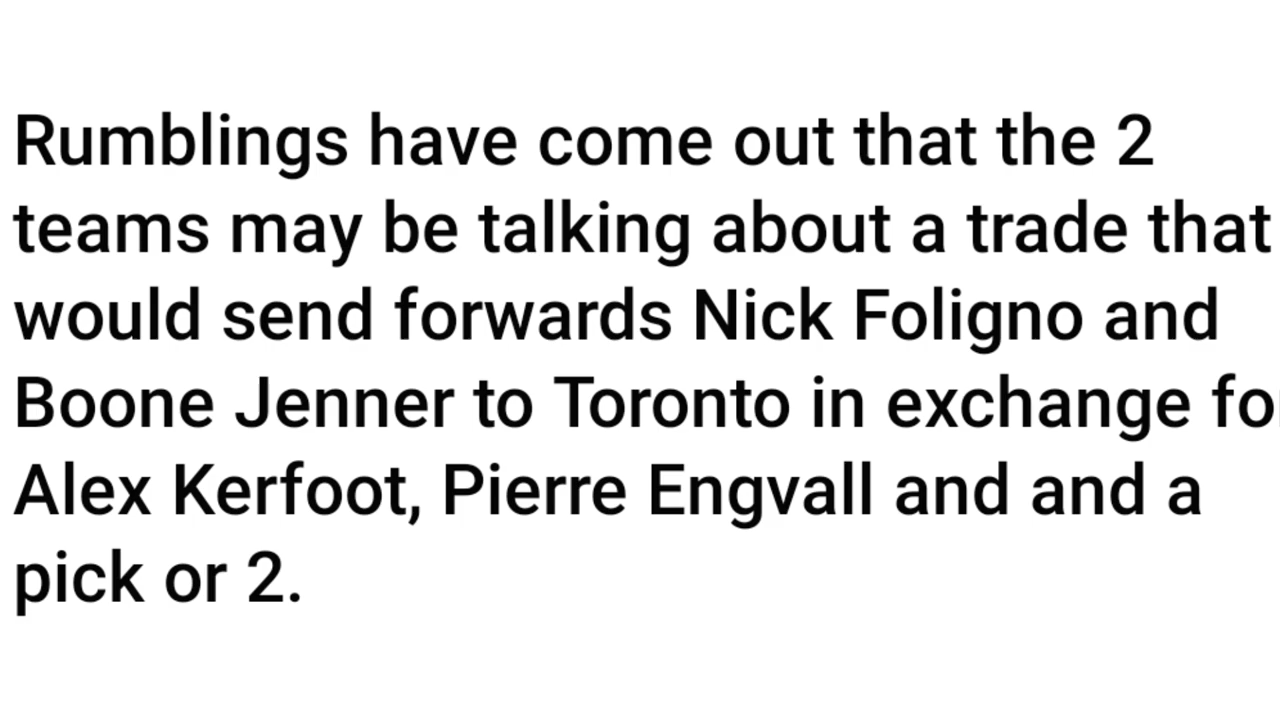 Rumblings have come out that the 2
teams may be talking about a trade that
would send forwards Nick Foligno and
Boone Jenner to Toronto in exchange for
Alex Kerfoot, Pierre Engvall and and a
pick or 2.